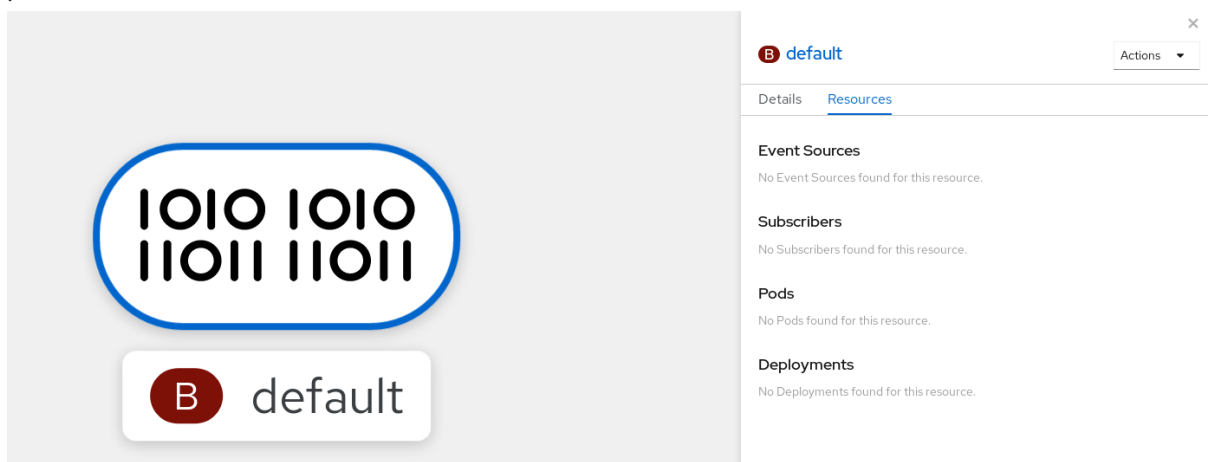 1010 1010
11011 11011
B default
B default
Actions
Details Resources
Event Sources
No Event Sources found for this resource.
Subscribers
No Subscribers found for this resource.
Pods
No Pods found for this resource.
Deployments
No Deployments found for this resource.